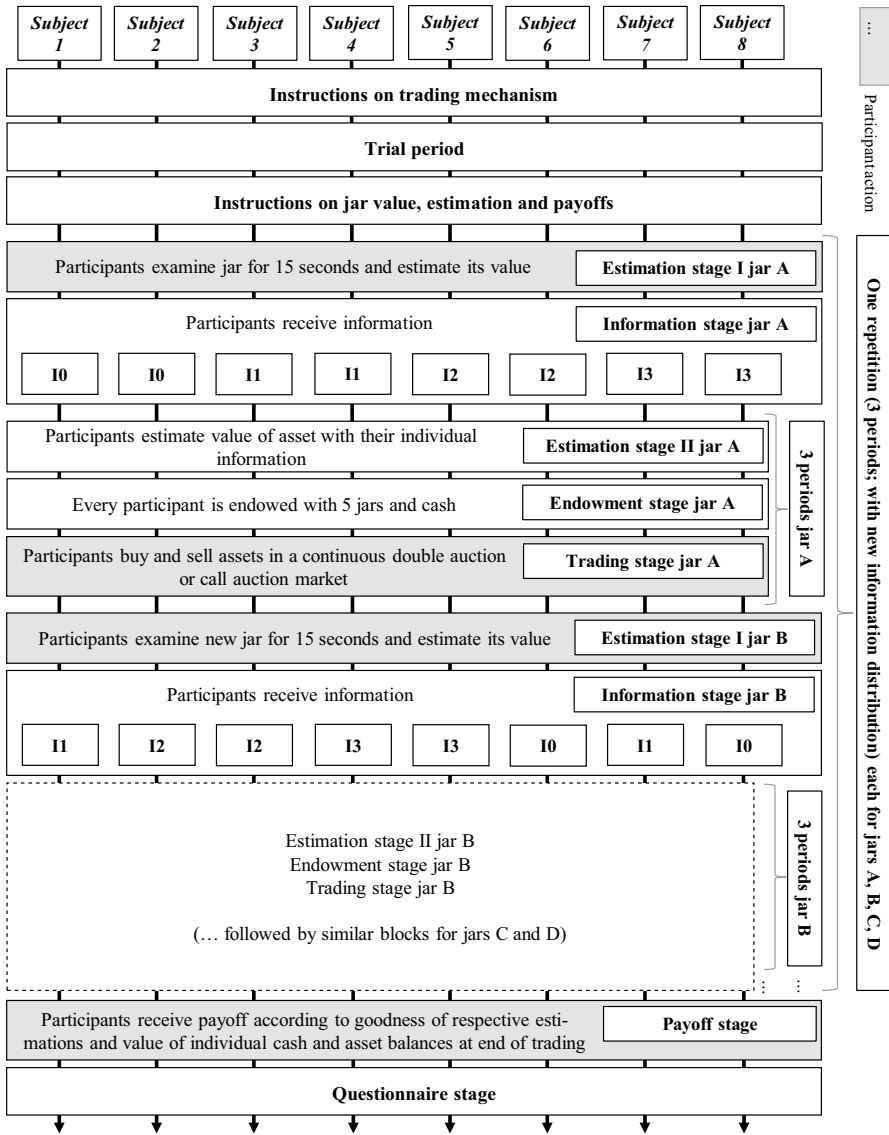 Subject 1
Subject 2
Subject 3
Subject 4
Subject 5
Subject 6
Subject 7
Subject 8
...
Participant action
Instructions on trading mechanism
Trial period
Instructions on jar value, estimation and payoffs
Participants examine jar for 15 seconds and estimate its value
Estimation stage I jar A
Participants receive information
Information stage jar A
I0 I0 I1 I1 I2 I2 I3 I3
Participants estimate value of asset with their individual
information
Estimation stage II jar A
Every participant is endowed with 5 jars and cash
Endowment stage jar A
Participants buy and sell assets in a continuous double auction
or call auction market
Trading stage jar A
3 periods jar A
Participants examine new jar for 15 seconds and estimate its value
Estimation stage I jar B
Participants receive information
Information stage jar B
I1 I2 I2 I3 I3 I0 I1 I0
Estimation stage II jar B
Endowment stage jar B
Trading stage jar B
(… followed by similar blocks for jars C and D)
3 periods jar B
... ...
One repetition (3 periods; with new information distribution) each for jars A, B, C, D
Participants receive payoff according to goodness of respective esti-
mations and value of individual cash and asset balances at end of trading
Payoff stage
Questionnaire stage